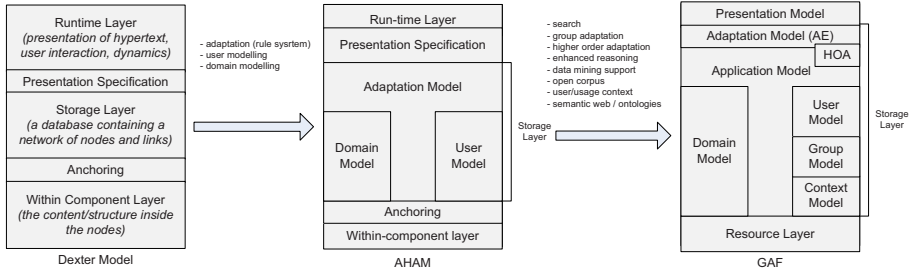 Runtime Layer
(presentation of hypertext,
user interaction, dynamics)
Presentation Specification
Storage Layer
(a database containing a
network of nodes and links)
Anchoring
Within Component Layer
(the content/structure inside
the nodes)
Dexter Model
- adaptation (rule sysrtem)
- user modelling
- domain modelling
Run-time Layer
Presentation Specification
Adaptation Model
Domain
Model
User
Model
Anchoring
Within-component layer
AHAM
Storage
Layer
- search
- group adaptation
- higher order adaptation
- enhanced reasoning
- data mining support
- open corpus
- user/usage context
- semantic web / ontologies
Presentation Model
Adaptation Model (AE)
HOA
Application Model
Domain
Model
User
Model
Group
Model
Context
Model
Resource Layer
GAF
Storage
Layer